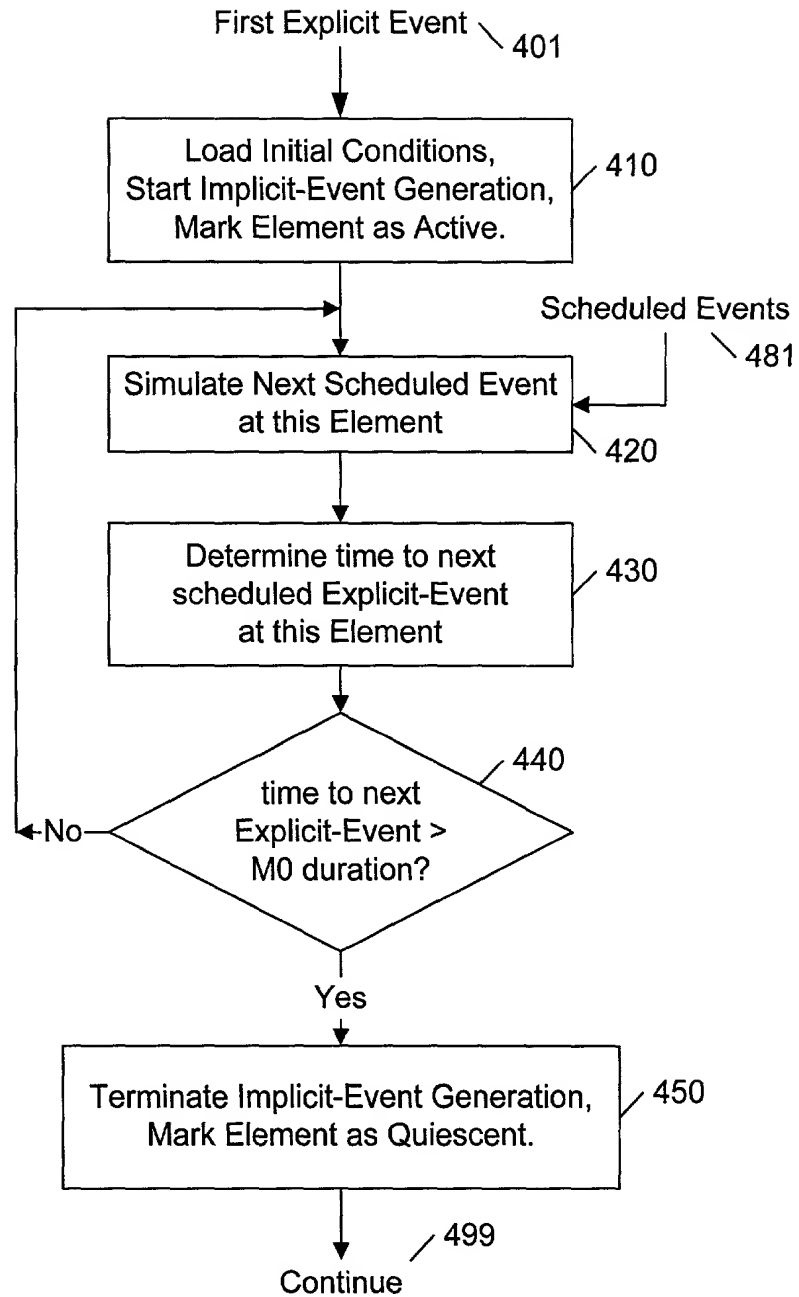 First Explicit Event
401
Load Initial Conditions,
Start Implicit-Event Generation,
Mark Element as Active.
410
Scheduled Events
481
Simulate Next Scheduled Event
at this Element
420
Determine time to next
scheduled Explicit-Event
at this Element
430
440
time to next
Explicit-Event >
M0 duration?
No
Yes
Terminate Implicit-Event Generation,
Mark Element as Quiescent.
450
499
Continue